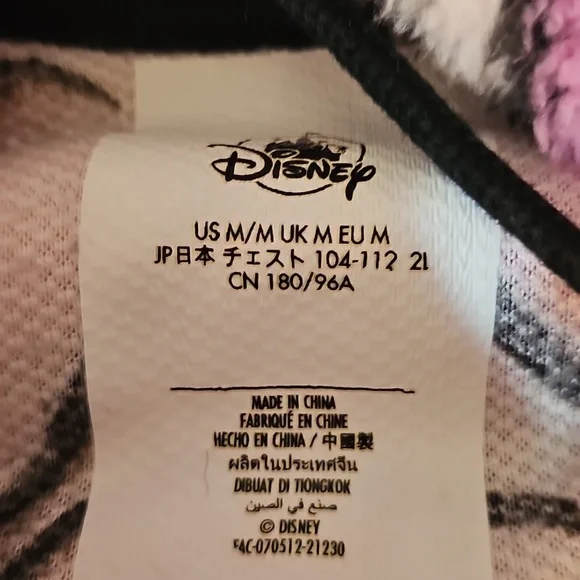 Disney
US M/M UK M EU M
JP日本 チェスト 104-112 2L
CN 180/96A
MADE IN CHINA
FABRIQUÉ EN CHINE
HECHO EN CHINA / 中國製
ผลิตในประเทศจีน
DIBUAT DI TIONGKOK
صنع في الصين
© DISNEY
FAC-070512-21230